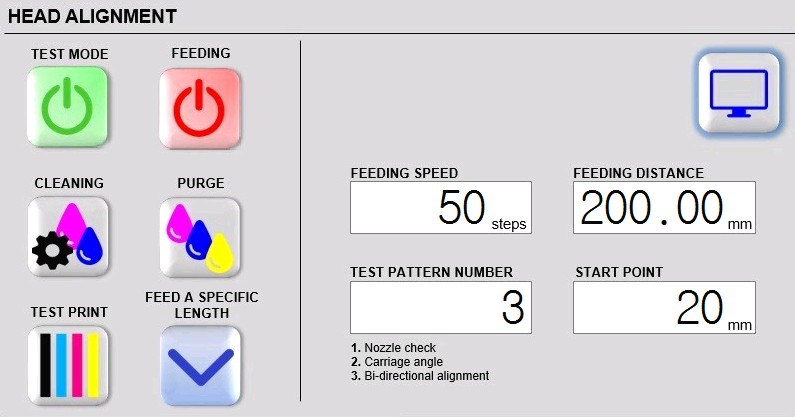 HEAD ALIGNMENT
TEST MODE
FEEDING
CLEANING
PURGE
TEST PRINT
FEED A SPECIFIC
LENGTH
FEEDING SPEED
50 steps
FEEDING DISTANCE
200.00 mm
TEST PATTERN NUMBER
3
START POINT
20 mm
1. Nozzle check
2. Carriage angle
3. Bi-directional alignment